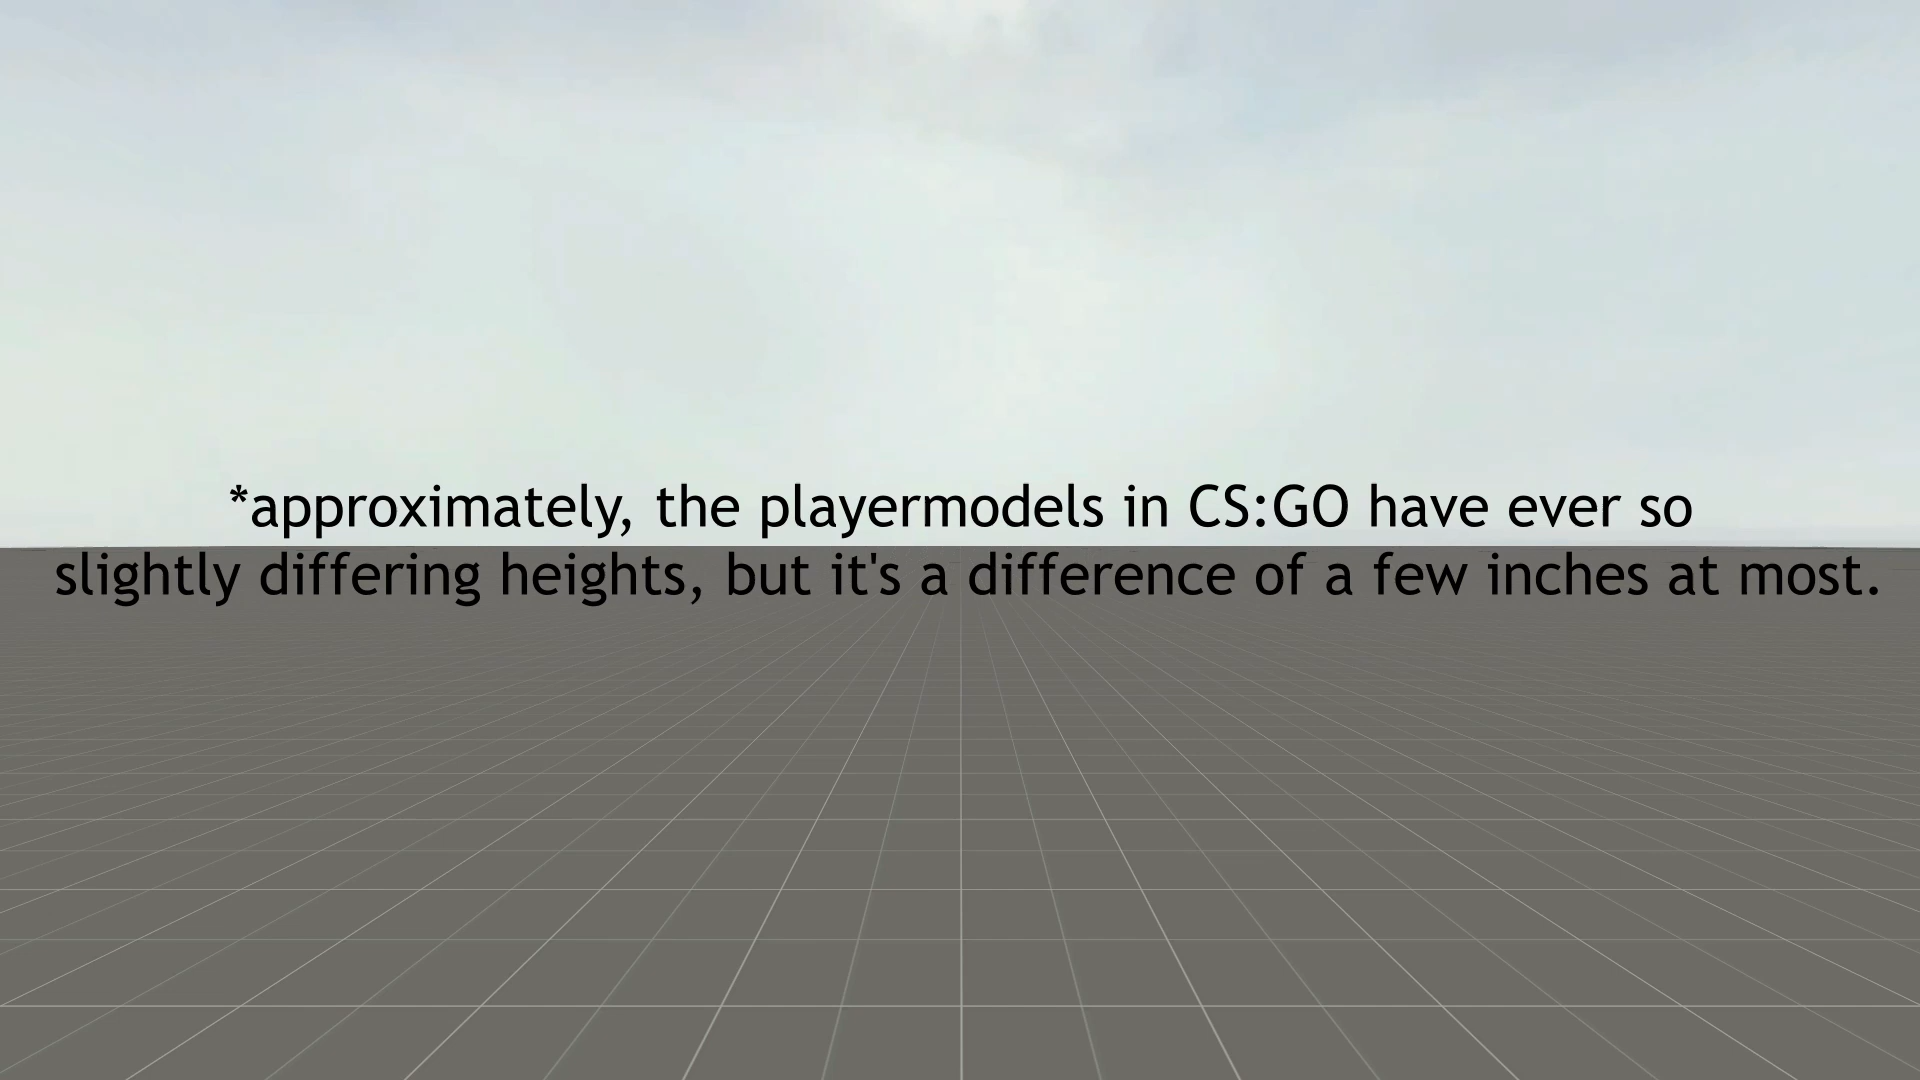 *approximately, the playermodels in CS:GO have ever so
slightly differing heights, but it's a difference of a few inches at most.